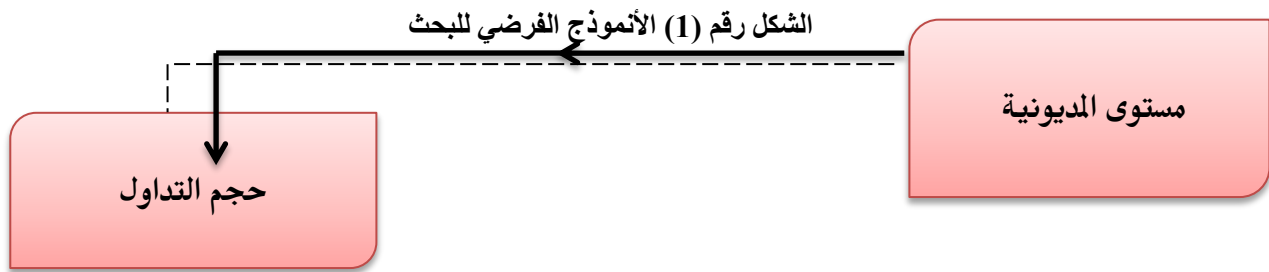 الشكل رقم (1) الأنموذج الفرضي للبحث
مستوى المديونية
حجم التداول